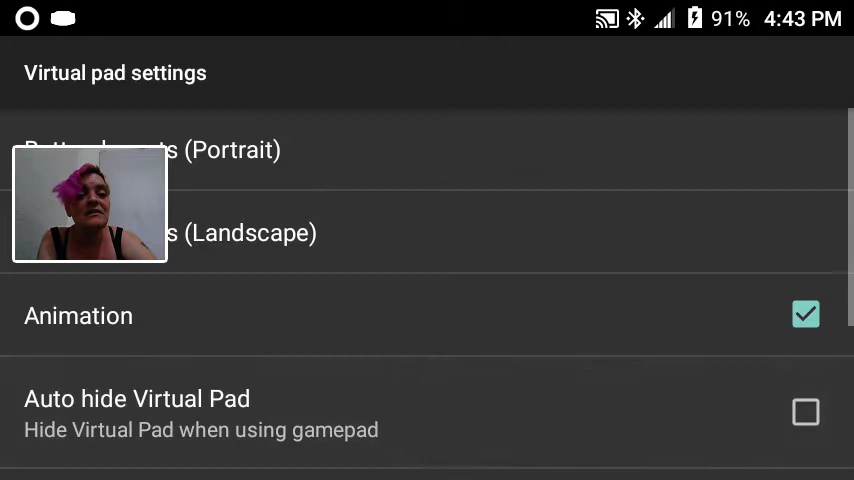 91% 4:43 PM
Virtual pad settings
(Portrait)
(Landscape)
Animation
Auto hide Virtual Pad
Hide Virtual Pad when using gamepad